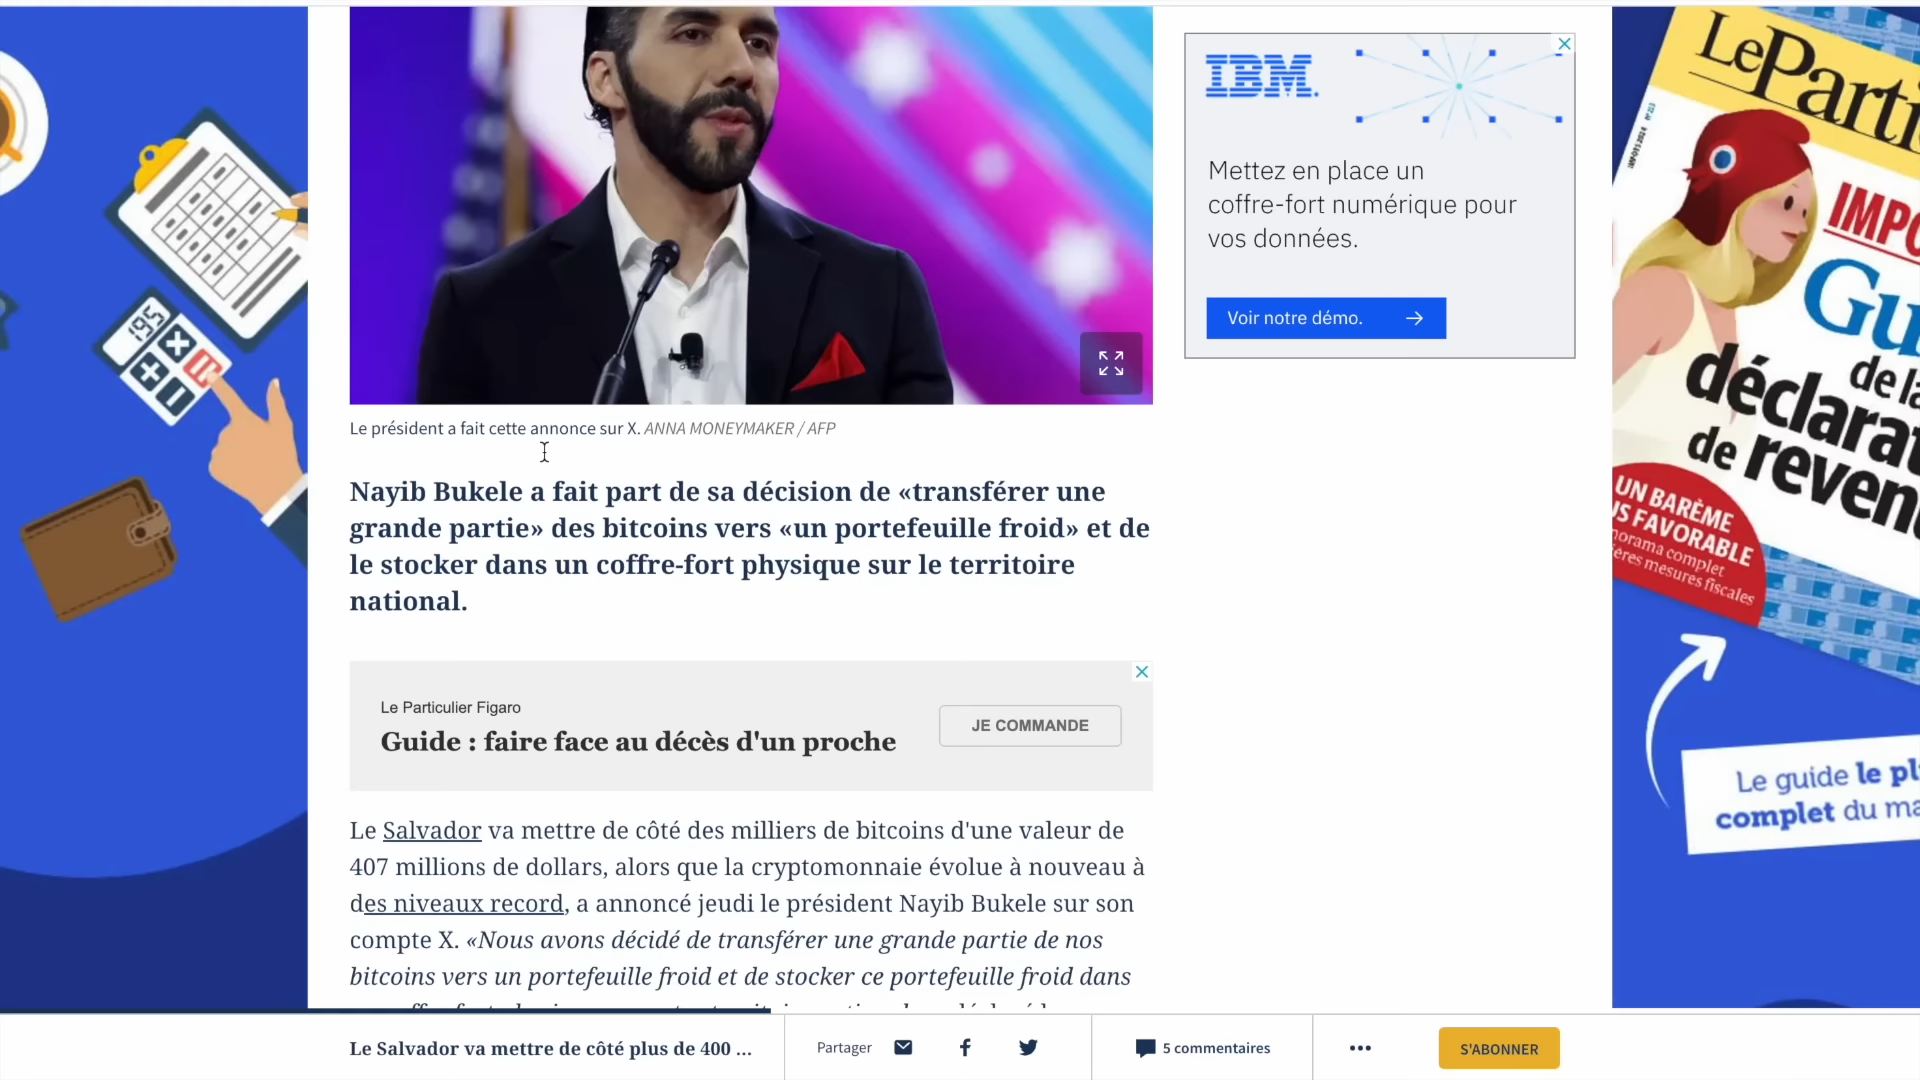 IBM.
Mettez en place un
coffre-fort numérique pour
vos données.
Voir notre démo. →
Le président a fait cette annonce sur X. ANNA MONEYMAKER / AFP
Nayib Bukele a fait part de sa décision de «transférer une
grande partie» des bitcoins vers «un portefeuille froid» et de
le stocker dans un coffre-fort physique sur le territoire
national.
Le Particulier Figaro
Guide : faire face au décès d'un proche
JE COMMANDE
Le Salvador va mettre de côté des milliers de bitcoins d'une valeur de
407 millions de dollars, alors que la cryptomonnaie évolue à nouveau à
des niveaux record, a annoncé jeudi le président Nayib Bukele sur son
compte X. «Nous avons décidé de transférer une grande partie de nos
bitcoins vers un portefeuille froid et de stocker ce portefeuille froid dans
Le Salvador va mettre de côté plus de 400 ...
Partager
5 commentaires
S'ABONNER
195
Le Parti
IMPO
Gu
de la
déclarat
de reven
UN BARÈME
US FAVORABLE
norama complet
ières mesures fiscales
Le guide le pl
complet du ma